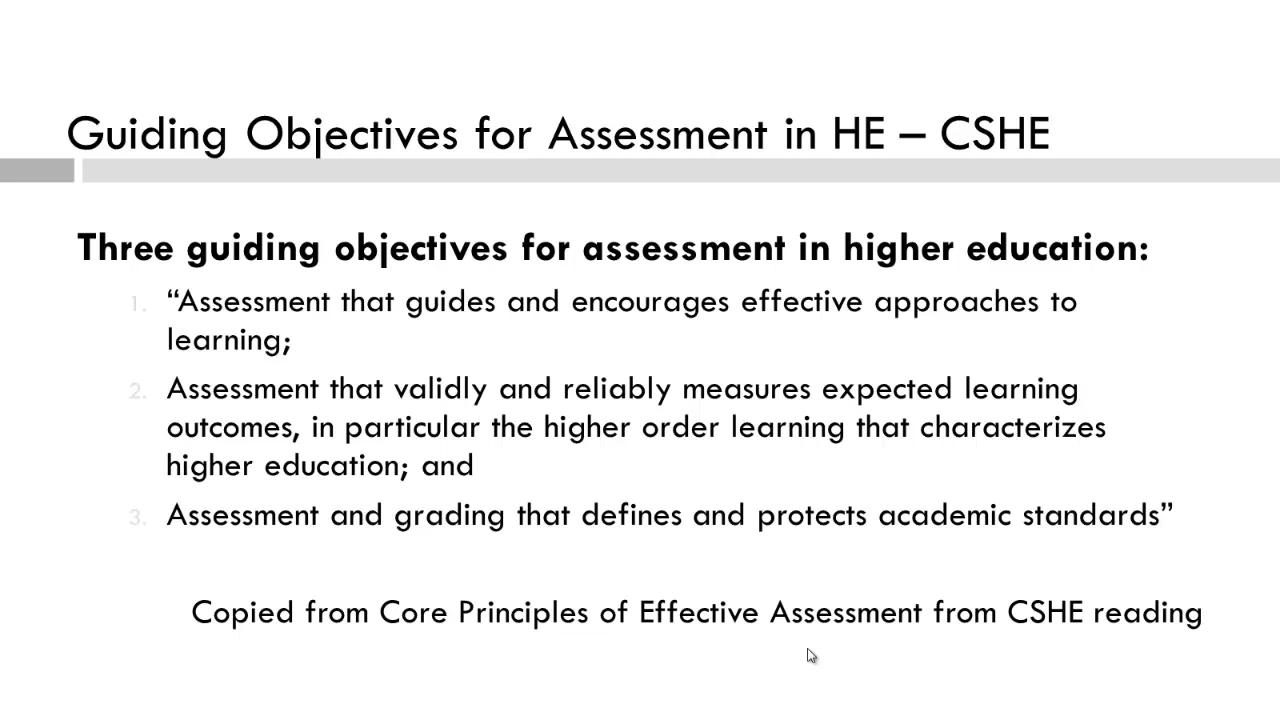 Guiding Objectives for Assessment in HE – CSHE
Three guiding objectives for assessment in higher education:
1. “Assessment that guides and encourages effective approaches to
learning;
2. Assessment that validly and reliably measures expected learning
outcomes, in particular the higher order learning that characterizes
higher education; and
3. Assessment and grading that defines and protects academic standards”
Copied from Core Principles of Effective Assessment from CSHE reading